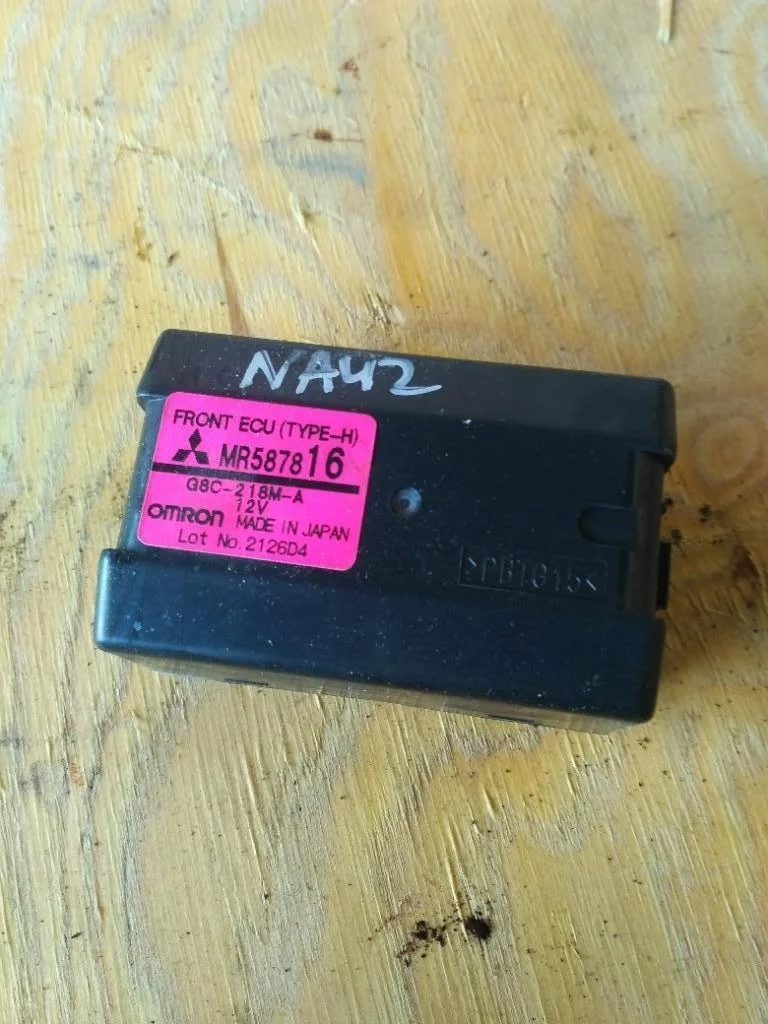 NA42
FRONT ECU (TYPE-H)
MR587816
G8C-218M-A
12V
OMRON MADE IN JAPAN
Lot No.2126D4
>PBTG15<